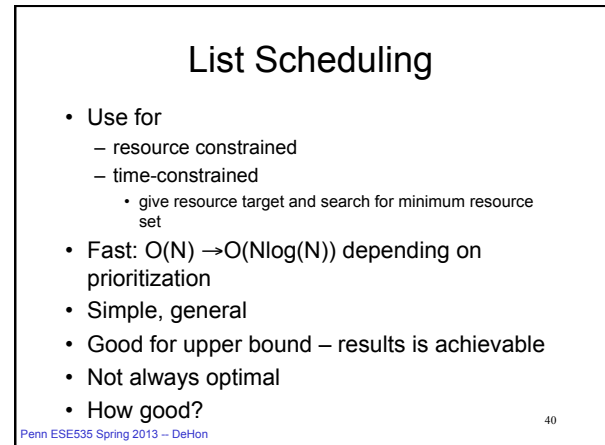 List Scheduling
• Use for
– resource constrained
– time-constrained
• give resource target and search for minimum resource
set
• Fast: O(N) →O(Nlog(N)) depending on
prioritization
• Simple, general
• Good for upper bound – results is achievable
• Not always optimal
• How good?
40
Penn ESE535 Spring 2013 -- DeHon